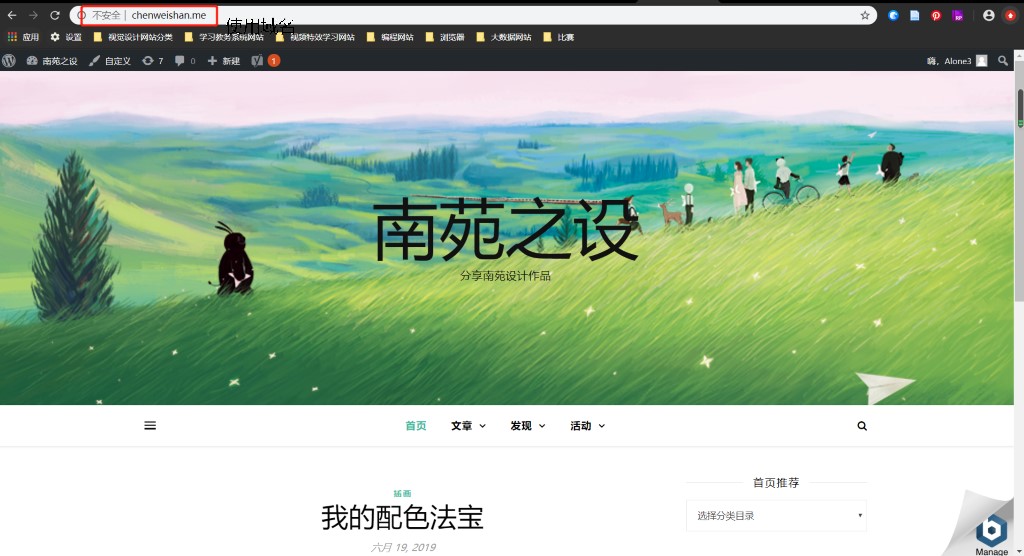 不安全 | chenweishan.me
使用域名
应用 设置 视觉设计网站分类 学习教务系统网站 视频特效学习网站 编程网站 浏览器 大数据网站 比赛
南苑之设 自定义 7 0 新建 1 嗨，Alone3
南苑之设
分享南苑设计作品
首页 文章 发现 活动
插画
我的配色法宝
六月 19, 2019
首页推荐
选择分类目录
Manage